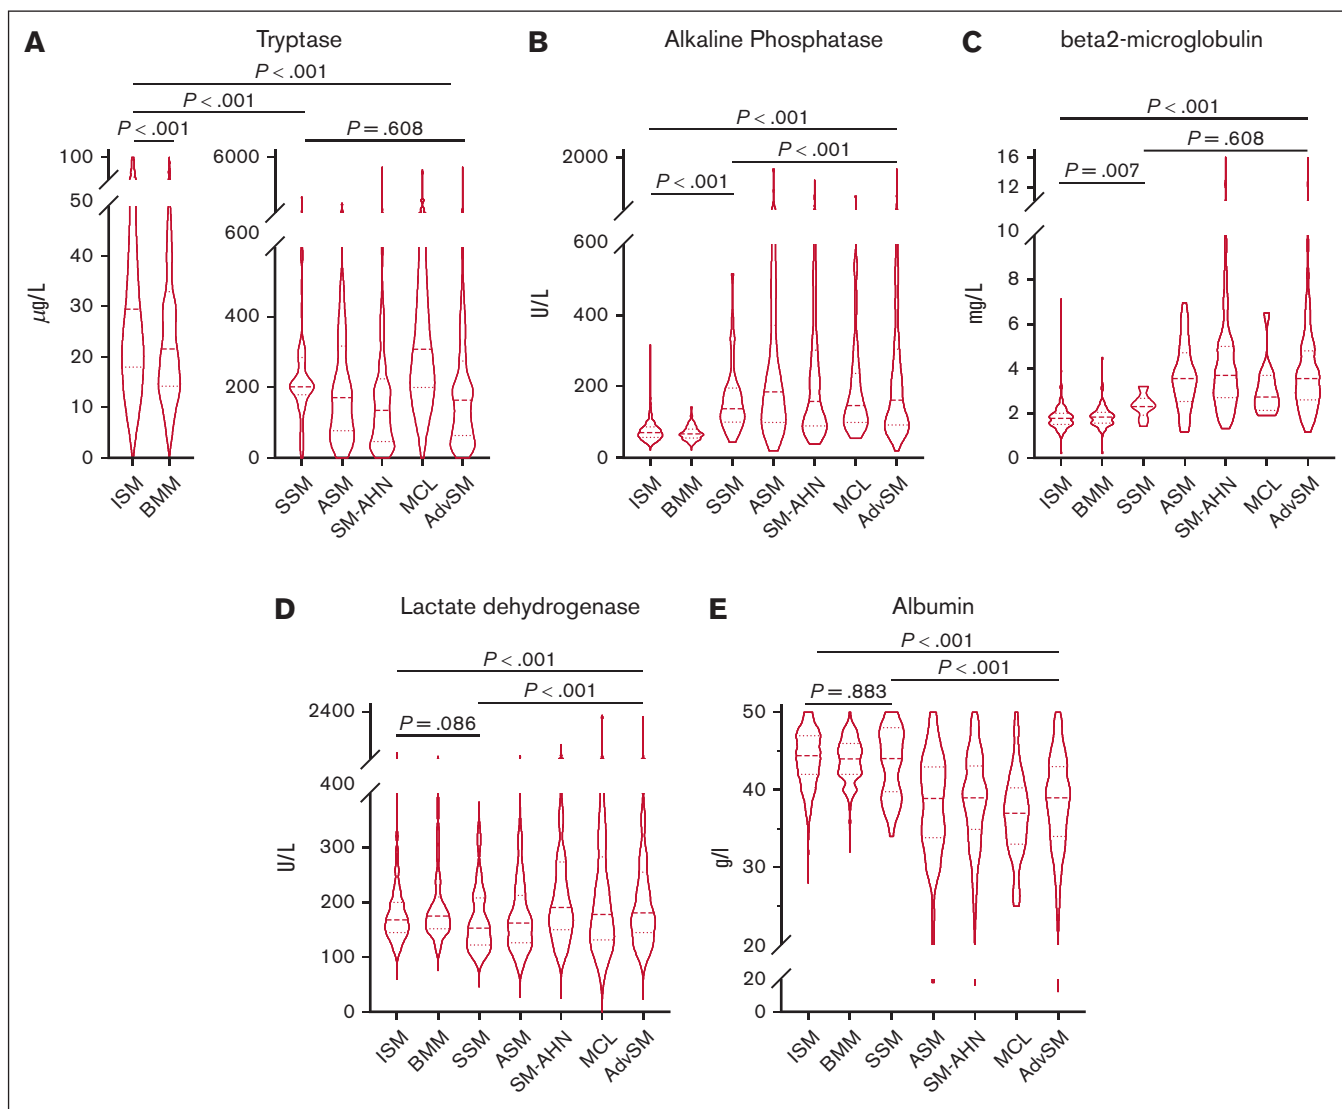 A Tryptase
P < .001
P < .001
P < .001
P = .608
100
50
40
30
20
10
0
µg/L
ISM
BMM
6000
600
400
200
0
SSM
ASM
SM-AHN
MCL
AdvSM
B Alkaline Phosphatase
P < .001
P < .001
P < .001
2000
600
400
200
0
U/L
ISM
BMM
SSM
ASM
SM-AHN
MCL
AdvSM
C beta2-microglobulin
P < .001
P = .608
P = .007
16
12
10
8
6
4
2
0
mg/L
ISM
BMM
SSM
ASM
SM-AHN
MCL
AdvSM
D Lactate dehydrogenase
P < .001
P < .001
P = .086
2400
400
300
200
100
0
U/L
ISM
BMM
SSM
ASM
SM-AHN
MCL
AdvSM
E Albumin
P < .001
P < .001
P = .883
50
40
30
20
20
0
g/l
ISM
BMM
SSM
ASM
SM-AHN
MCL
AdvSM